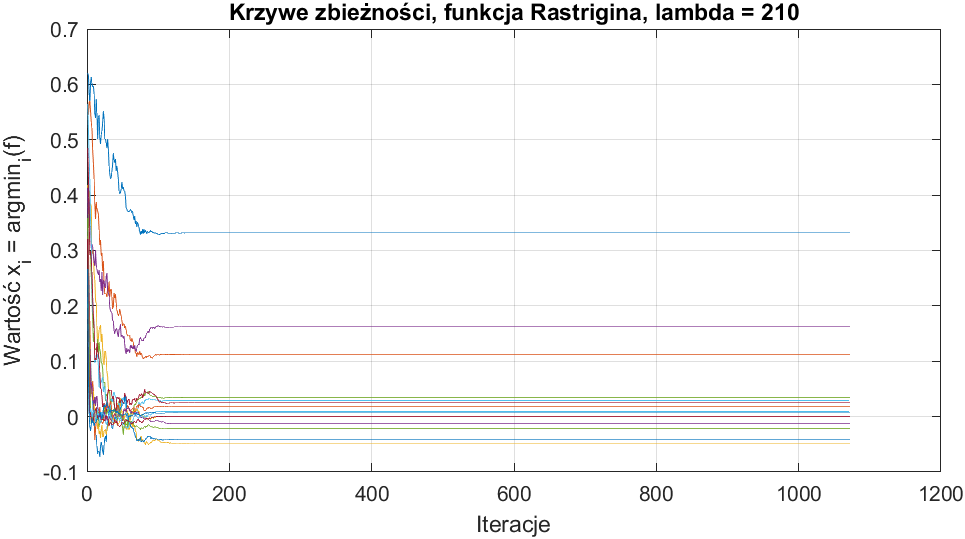 Krzywe zbieżności, funkcja Rastrigina, lambda = 210
Wartość x_i = argmin_i(f)
0.7
0.6
0.5
0.4
0.3
0.2
0.1
0
-0.1
0 200 400 600 800 1000 1200
Iteracje